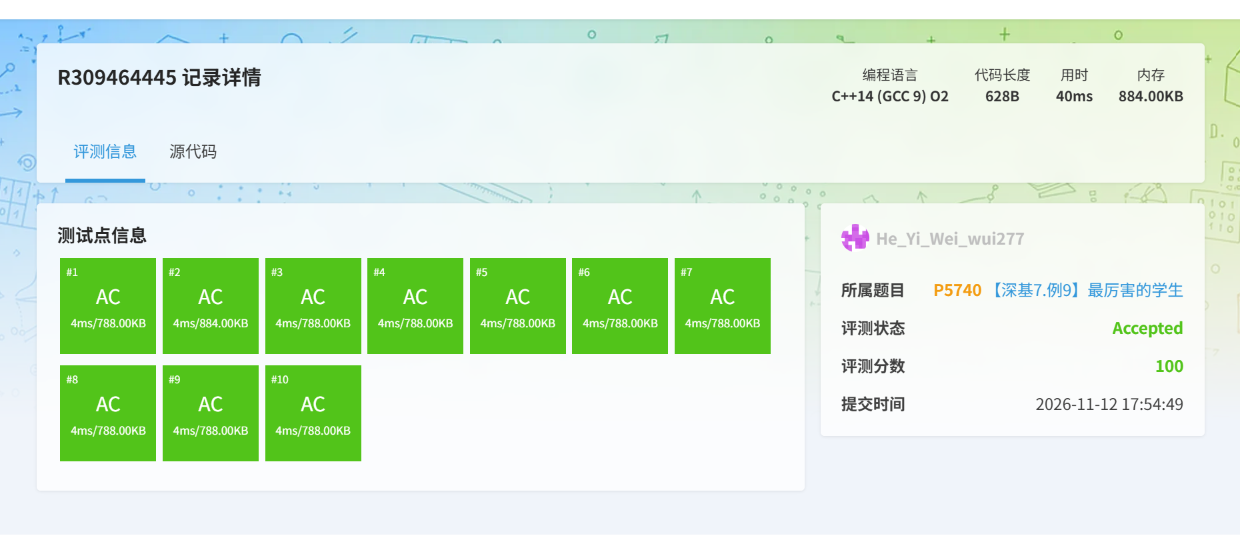 R309464445 记录详情
编程语言 代码长度 用时 内存
C++14 (GCC 9) O2 628B 40ms 884.00KB
评测信息 源代码
测试点信息
#1 #2 #3 #4 #5 #6 #7
AC AC AC AC AC AC AC
4ms/788.00KB 4ms/884.00KB 4ms/788.00KB 4ms/788.00KB 4ms/788.00KB 4ms/788.00KB 4ms/788.00KB
#8 #9 #10
AC AC AC
4ms/788.00KB 4ms/788.00KB 4ms/788.00KB
He_Yi_Wei_wui277
所属题目 P5740 【深基7.例9】最厉害的学生
评测状态 Accepted
评测分数 100
提交时间 2026-11-12 17:54:49